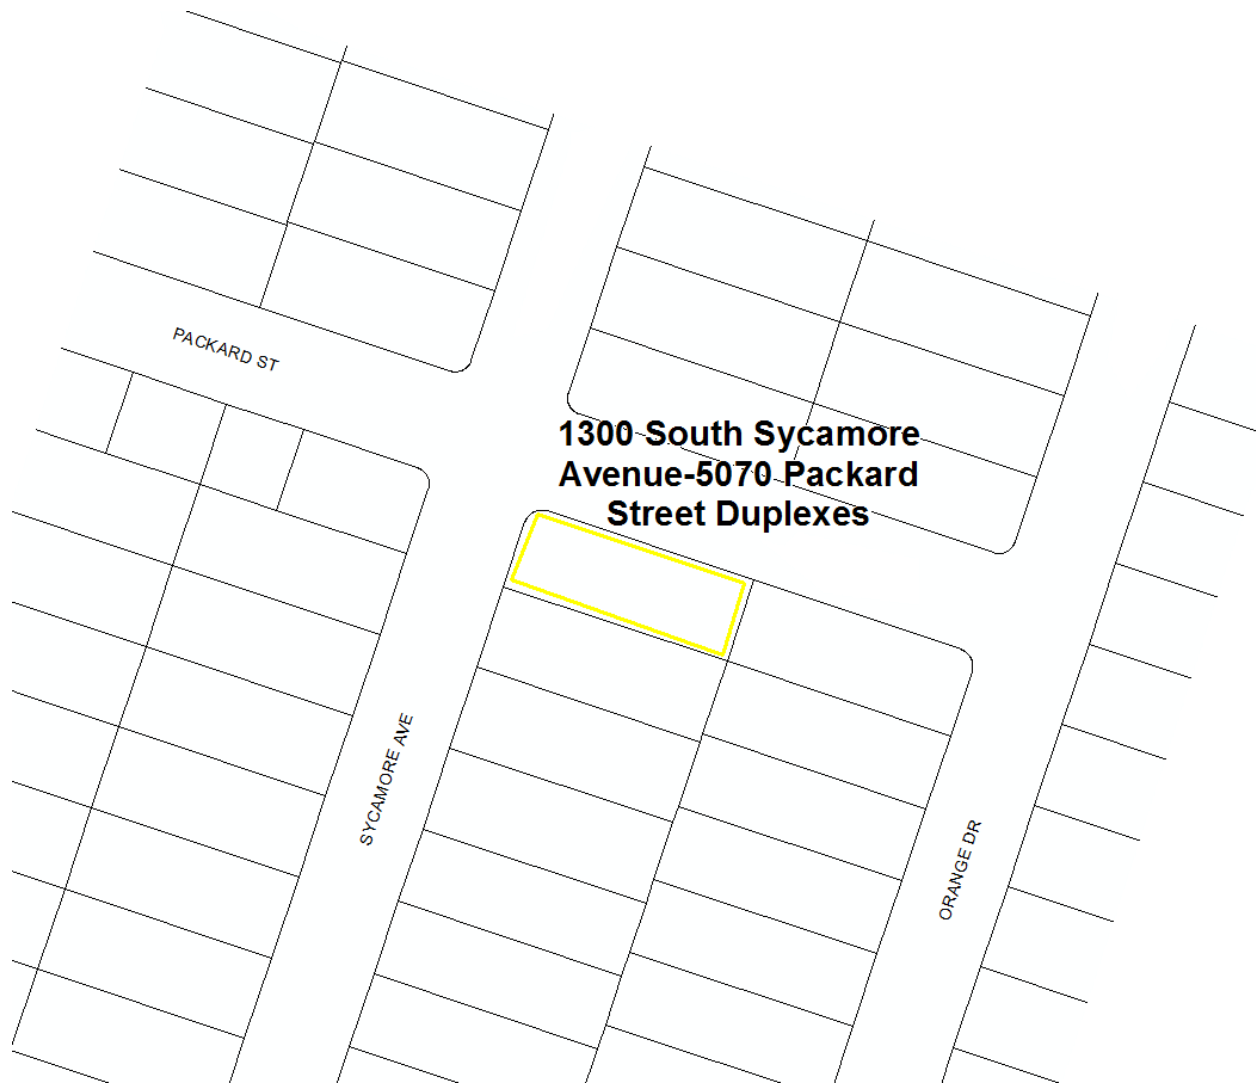 PACKARD ST
1300 South Sycamore
Avenue-5070 Packard
Street Duplexes
SYCAMORE AVE
ORANGE DR